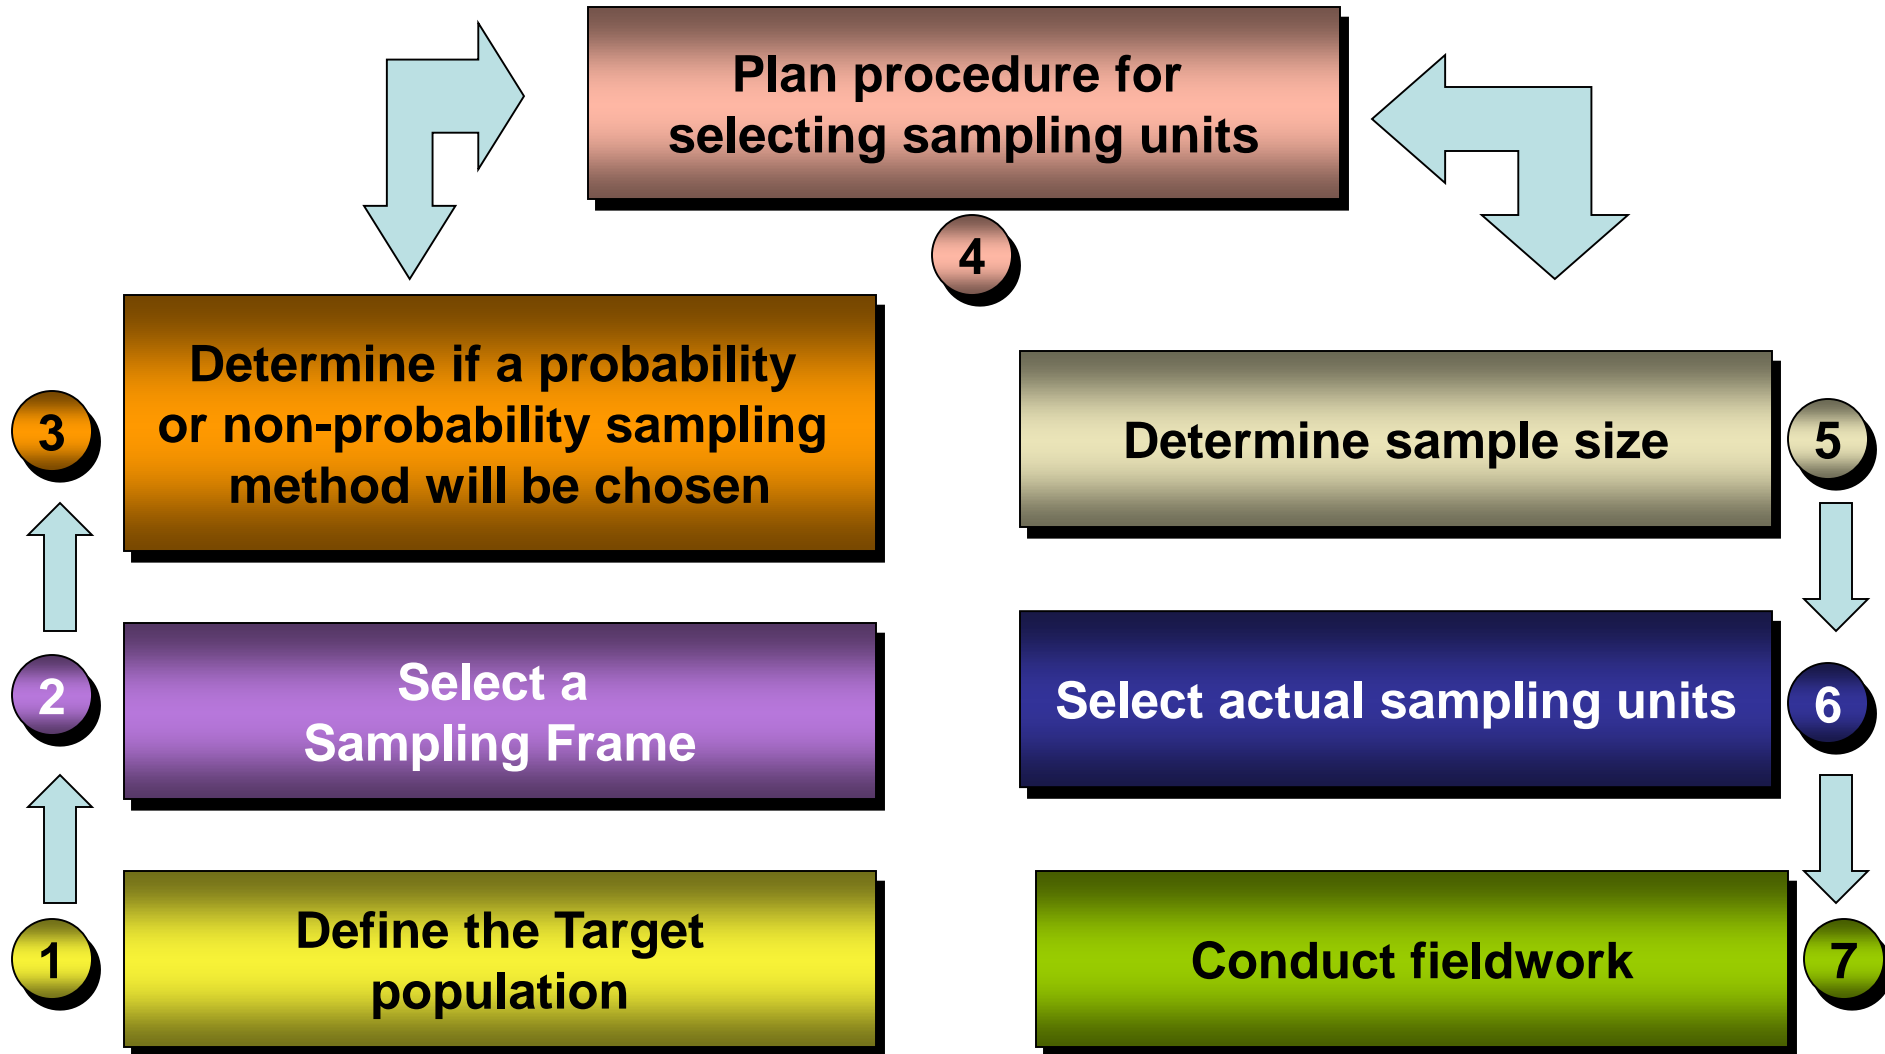 Plan procedure for
selecting sampling units
4
Determine if a probability
or non-probability sampling
method will be chosen
3
Select a
Sampling Frame
2
Define the Target
population
1
Determine sample size
5
Select actual sampling units
6
Conduct fieldwork
7